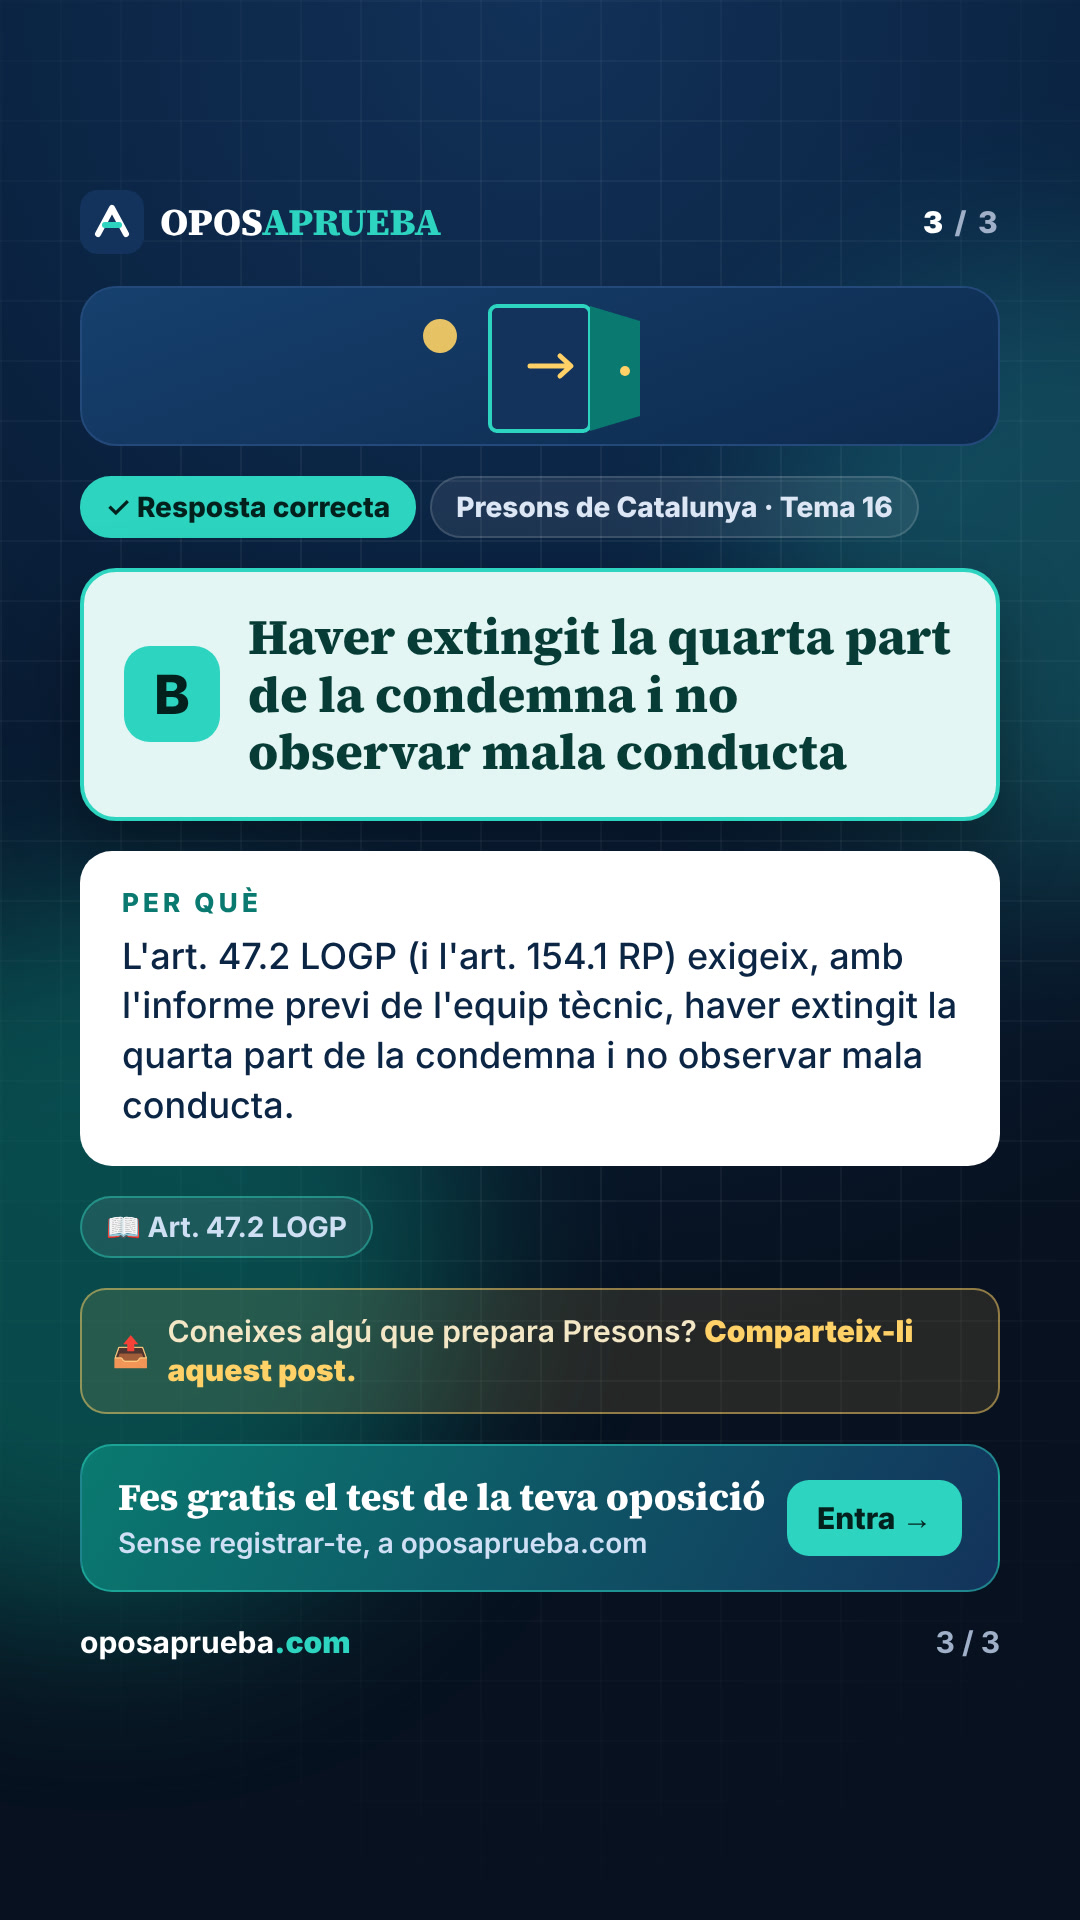 OPOSAPRUEBA
3 / 3
✓ Resposta correcta
Presons de Catalunya · Tema 16
B
Haver extingit la quarta part
de la condemna i no
observar mala conducta
PER QUÈ
L'art. 47.2 LOGP (i l'art. 154.1 RP) exigeix, amb
l'informe previ de l'equip tècnic, haver extingit la
quarta part de la condemna i no observar mala
conducta.
📖 Art. 47.2 LOGP
📤 Coneixes algú que prepara Presons? Comparteix-li
aquest post.
Fes gratis el test de la teva oposició
Sense registrar-te, a oposaprueba.com
Entra →
oposaprueba.com
3 / 3